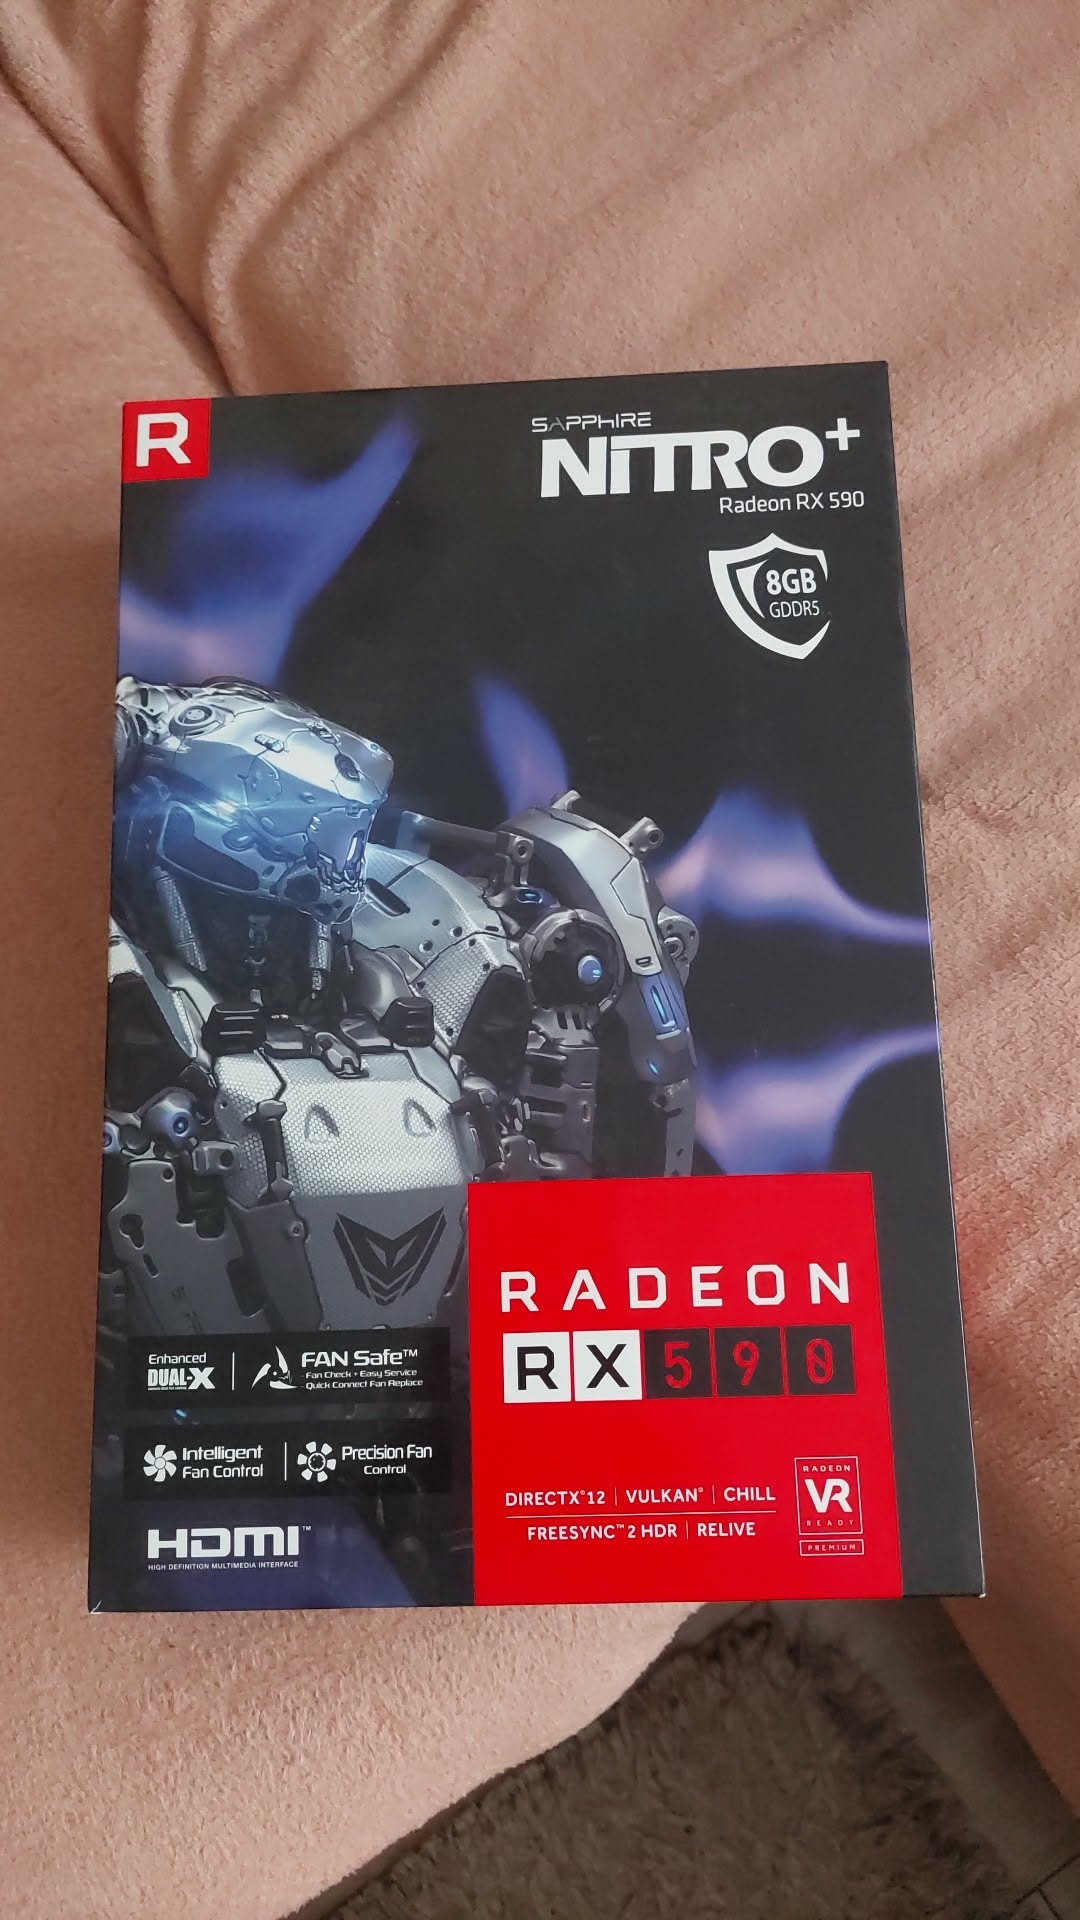 R
SAPPHIRE
NITRO+
Radeon RX 590
8GB
GDDR5
Enhanced
DUAL-X
FAN Safe™
- Fan Check • Easy Service
- Quick Connect Fan Replace
Intelligent
Fan Control
Precision Fan
Control
HDMI™
HIGH DEFINITION MULTIMEDIA INTERFACE
RADEON
RX 590
DIRECTX®12 | VULKAN® | CHILL
FREESYNC™ 2 HDR | RELIVE
RADEON
VR
READY
PREMIUM